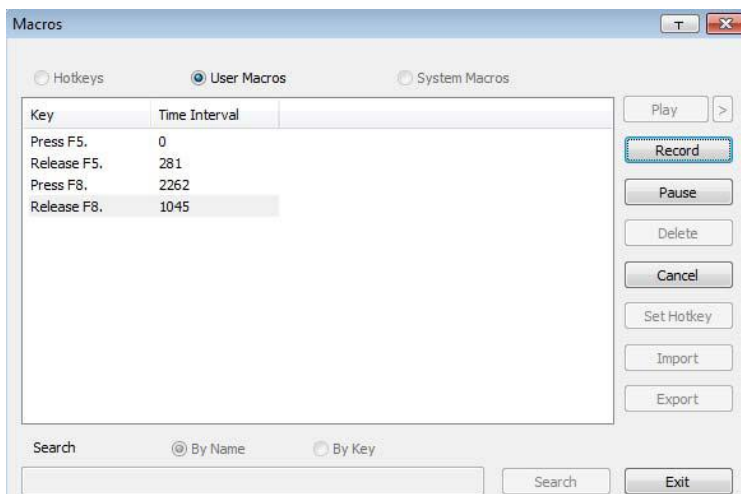 Macros
Hotkeys User Macros System Macros
Key Time Interval Play >
Press F5. 0
Release F5. 281 Record
Press F8. 2262
Release F8. 1045 Pause
Delete
Cancel
Set Hotkey
Import
Export
Search By Name By Key
Search Exit